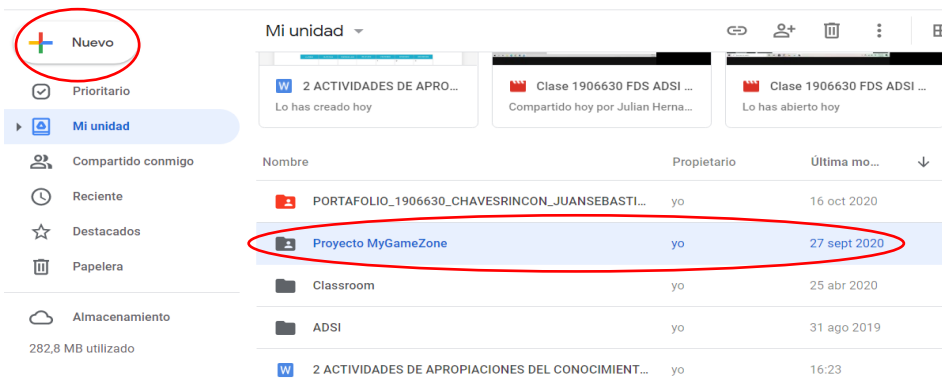 Nuevo
Mi unidad
Prioritario
Mi unidad
Compartido conmigo
Reciente
Destacados
Papelera
Almacenamiento
282,8 MB utilizado
2 ACTIVIDADES DE APRO...
Lo has creado hoy
Clase 1906630 FDS ADSI ...
Compartido hoy por Julian Herna...
Clase 1906630 FDS ADSI ...
Lo has abierto hoy
Nombre Propietario Última mo...
PORTAFOLIO_1906630_CHAVESRINCON_JUANSEBASTI... yo 16 oct 2020
Proyecto MyGameZone yo 27 sept 2020
Classroom yo 25 abr 2020
ADSI yo 31 ago 2019
W 2 ACTIVIDADES DE APROPIACIONES DEL CONOCIMIENT... yo 16:23